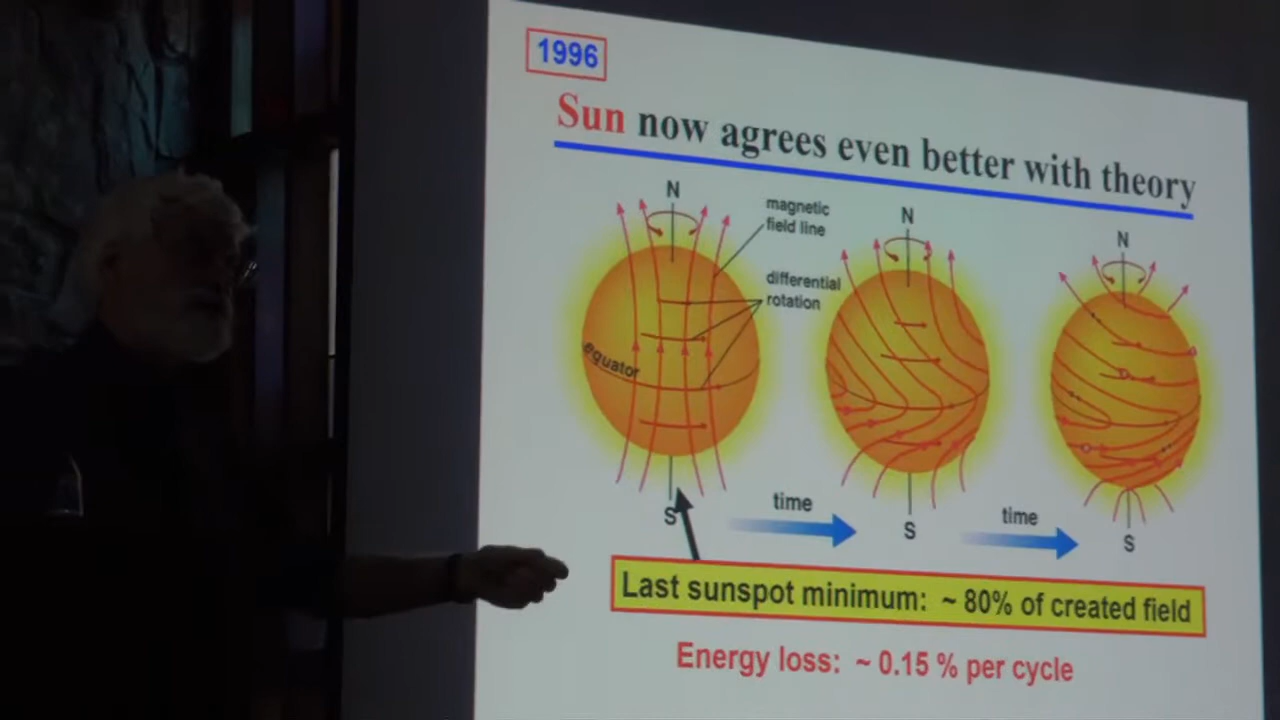 1996
Sun now agrees even better with theory
N
magnetic
field line
differential
rotation
equator
S
time
N
S
time
N
S
Last sunspot minimum: ~ 80% of created field
Energy loss: ~ 0.15 % per cycle